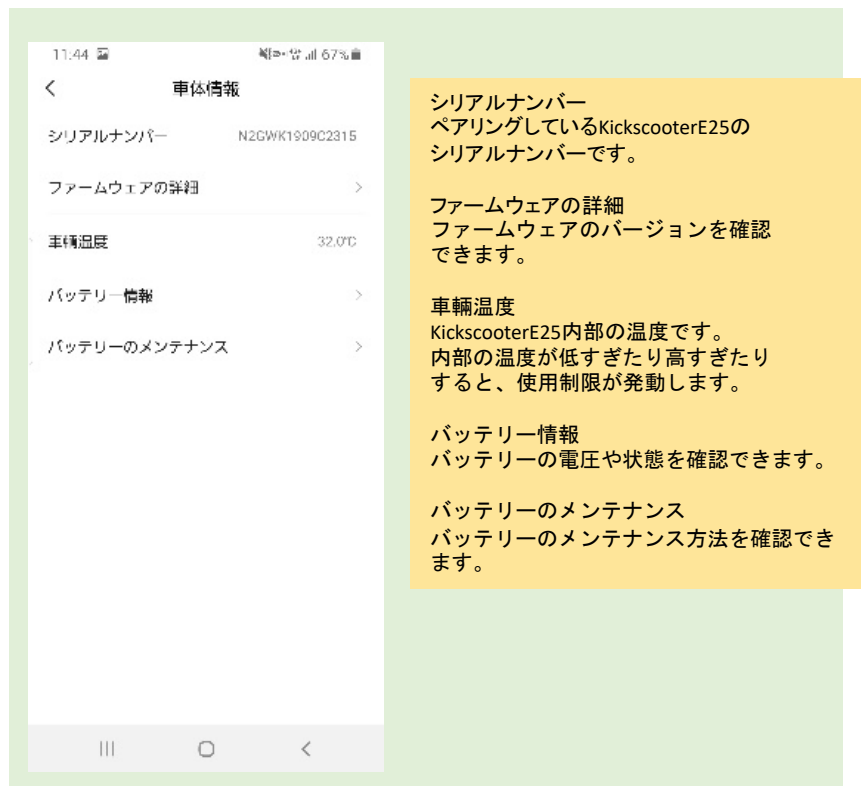 11:44
67%
車体情報
シリアルナンバー N2GWK1909C2315
ファームウェアの詳細
車輌温度 32.0℃
バッテリー情報
バッテリーのメンテナンス
シリアルナンバー
ペアリングしているKickscooterE25の
シリアルナンバーです。
ファームウェアの詳細
ファームウェアのバージョンを確認
できます。
車輛温度
KickscooterE25内部の温度です。
内部の温度が低すぎたり高すぎたり
すると、使用制限が発動します。
バッテリー情報
バッテリーの電圧や状態を確認できます。
バッテリーのメンテナンス
バッテリーのメンテナンス方法を確認でき
ます。